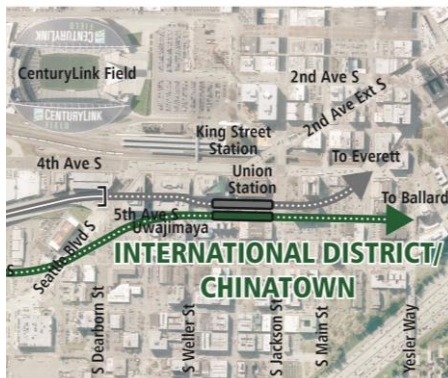 CENTURYLINK
FIELD
CenturyLink Field
CENTURYLINK
FIELD
2nd Ave S
2nd Ave Ext S
King Street
Station
4th Ave S
Union
Station
To Everett
To Ballard
5th Ave S
Uwajimaya
Seattle Blvd S
INTERNATIONAL DISTRICT/
CHINATOWN
S Dearborn St
S Weller St
S Jackson St
S Main St
Yesler Way